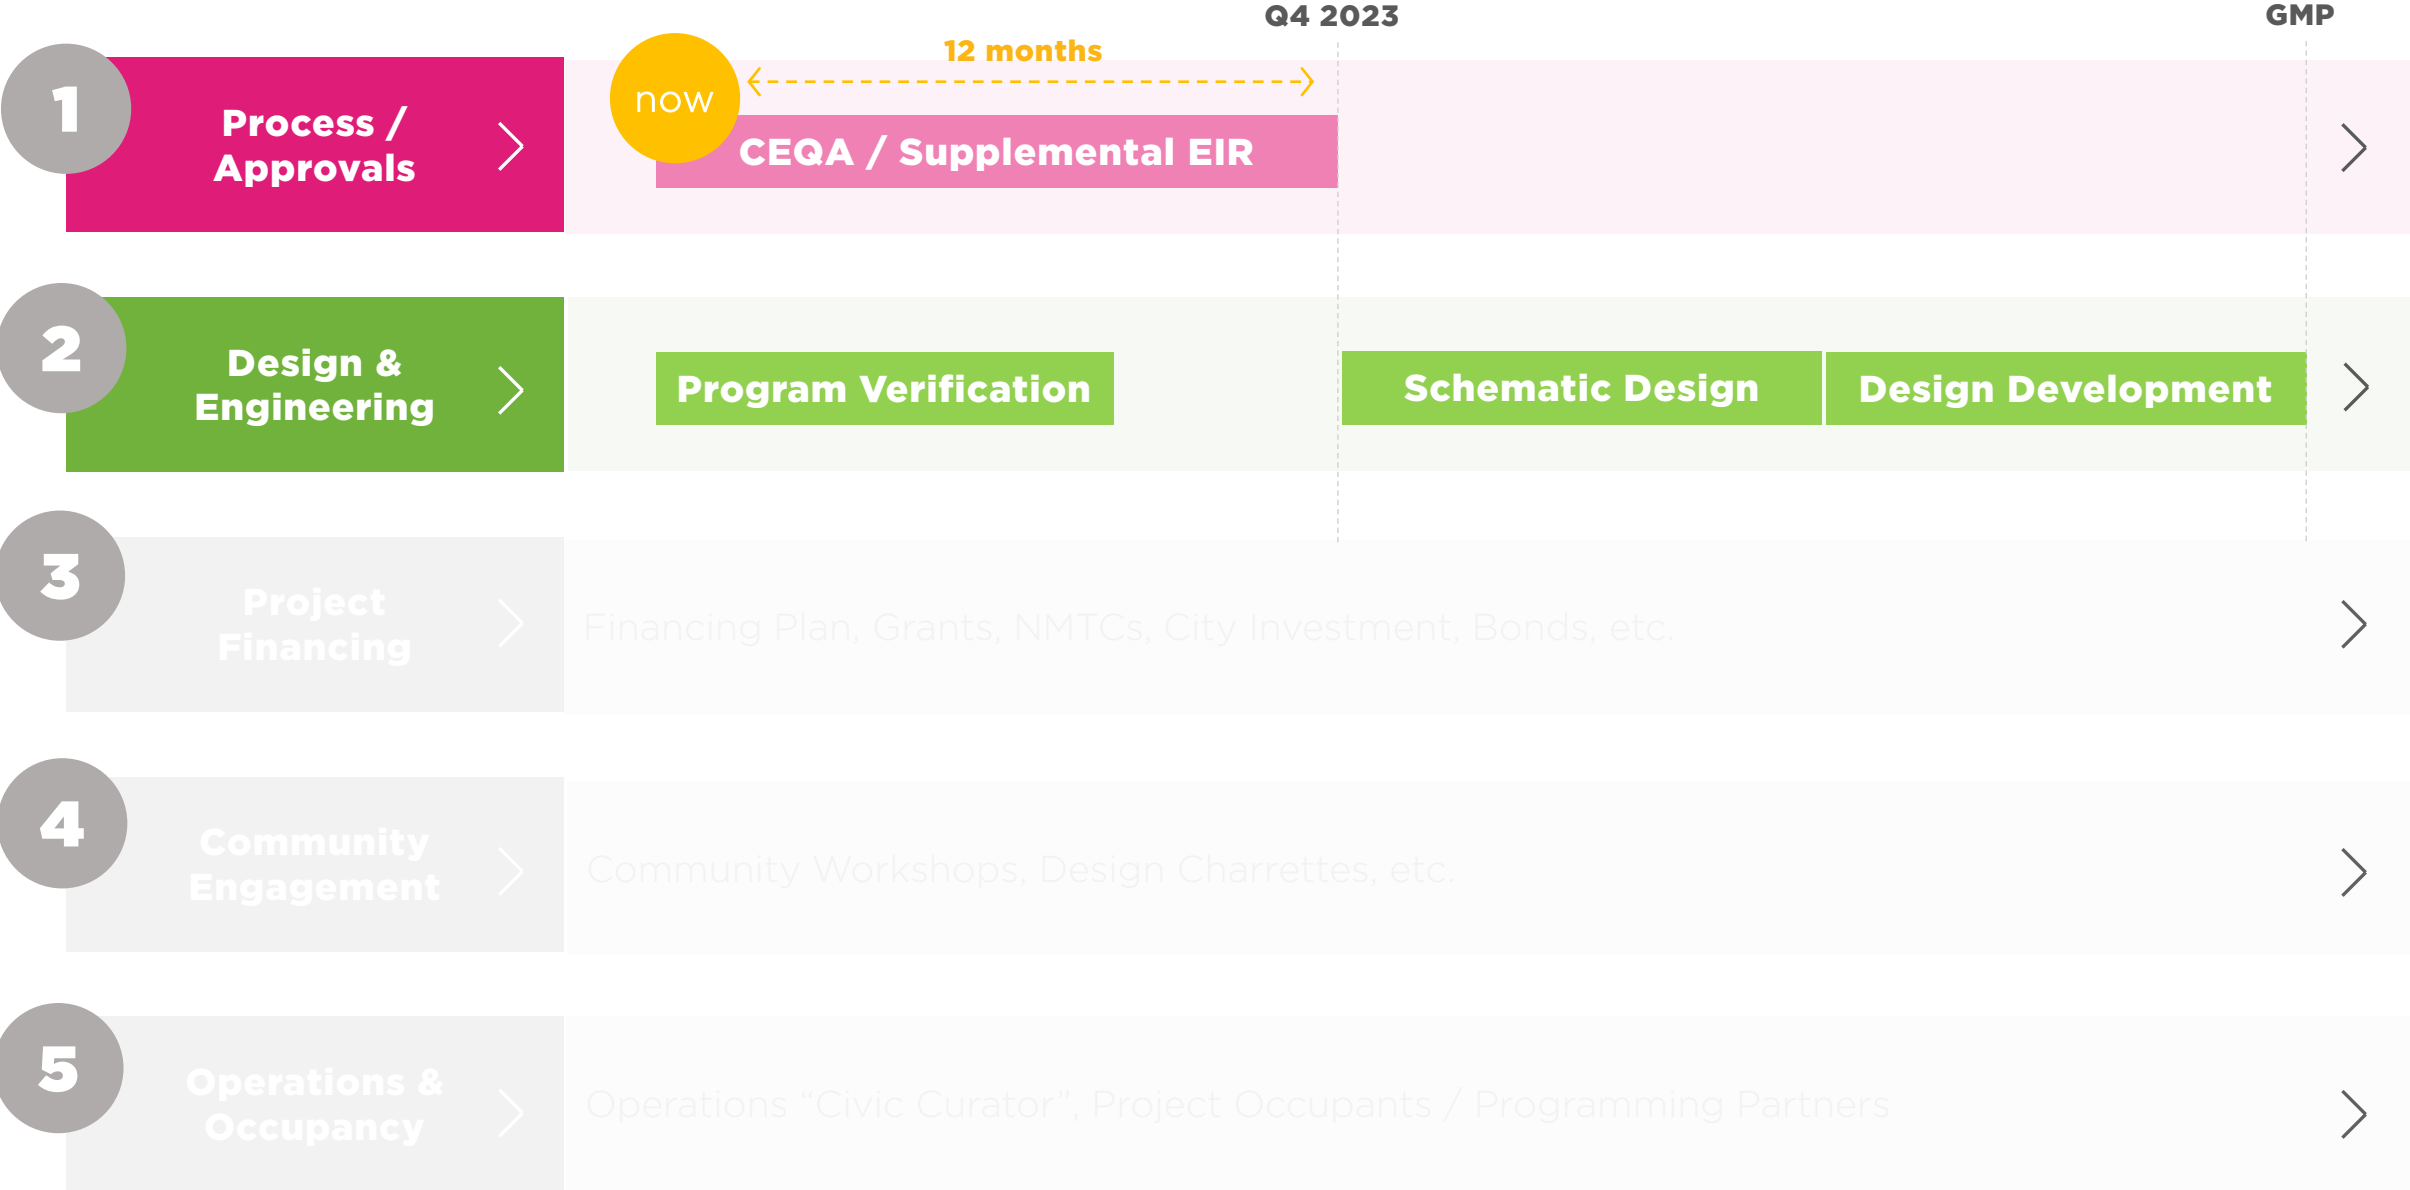 Q4 2023
GMP
12 months
now
1
Process /
Approvals
CEQA / Supplemental EIR
2
Design &
Engineering
Program Verification
Schematic Design
Design Development
3
Project
Financing
Financing Plan, Grants, NMTCs, City Investment, Bonds, etc.
4
Community
Engagement
Community Workshops, Design Charrettes, etc.
5
Operations &
Occupancy
Operations “Civic Curator”, Project Occupants / Programming Partners